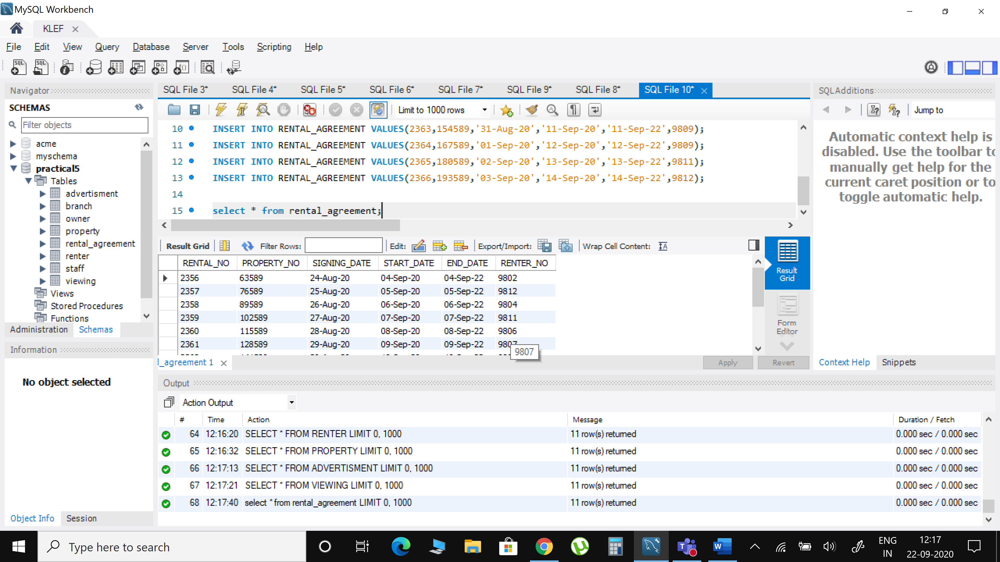 MySQL Workbench
KLEF
File Edit View Query Database Server Tools Scripting Help
Navigator
SCHEMAS
Filter objects
acme
myschema
practical5
Tables
advertisment
branch
owner
property
rental_agreement
renter
staff
viewing
Views
Stored Procedures
Functions
Administration Schemas
Information
No object selected
Object Info Session
SQL File 3* SQL File 4* SQL File 5* SQL File 6* SQL File 7* SQL File 9* SQL File 8* SQL File 10*
Limit to 1000 rows
10 INSERT INTO RENTAL_AGREEMENT VALUES(2363,154589,'31-Aug-20','11-Sep-20','11-Sep-22',9809);
11 INSERT INTO RENTAL_AGREEMENT VALUES(2364,167589,'01-Sep-20','12-Sep-20','12-Sep-22',9809);
12 INSERT INTO RENTAL_AGREEMENT VALUES(2365,180589,'02-Sep-20','13-Sep-20','13-Sep-22',9811);
13 INSERT INTO RENTAL_AGREEMENT VALUES(2366,193589,'03-Sep-20','14-Sep-20','14-Sep-22',9812);
14
15 select * from rental_agreement;
Result Grid Filter Rows: Edit: Export/Import: Wrap Cell Content:
RENTAL_NO PROPERTY_NO SIGNING_DATE START_DATE END_DATE RENTER_NO
2356 63589 24-Aug-20 04-Sep-20 04-Sep-22 9802
2357 76589 25-Aug-20 05-Sep-20 05-Sep-22 9812
2358 89589 26-Aug-20 06-Sep-20 06-Sep-22 9804
2359 102589 27-Aug-20 07-Sep-20 07-Sep-22 9811
2360 115589 28-Aug-20 08-Sep-20 08-Sep-22 9806
2361 128589 29-Aug-20 09-Sep-20 09-Sep-22 9807
9807
Result
Grid
Form
Editor
l_agreement 1
Apply Revert
SQLAdditions
Jump to
Automatic context help is
disabled. Use the toolbar to
manually get help for the
current caret position or to
toggle automatic help.
Context Help Snippets
Output
Action Output
# Time Action Message Duration / Fetch
64 12:16:20 SELECT * FROM RENTER LIMIT 0, 1000 11 row(s) returned 0.000 sec / 0.000 sec
65 12:16:32 SELECT * FROM PROPERTY LIMIT 0, 1000 11 row(s) returned 0.000 sec / 0.000 sec
66 12:17:13 SELECT * FROM ADVERTISMENT LIMIT 0, 1000 11 row(s) returned 0.000 sec / 0.000 sec
67 12:17:21 SELECT * FROM VIEWING LIMIT 0, 1000 11 row(s) returned 0.000 sec / 0.000 sec
68 12:17:40 select * from rental_agreement LIMIT 0, 1000 11 row(s) returned 0.000 sec / 0.000 sec
Type here to search
ENG
IN
12:17
22-09-2020